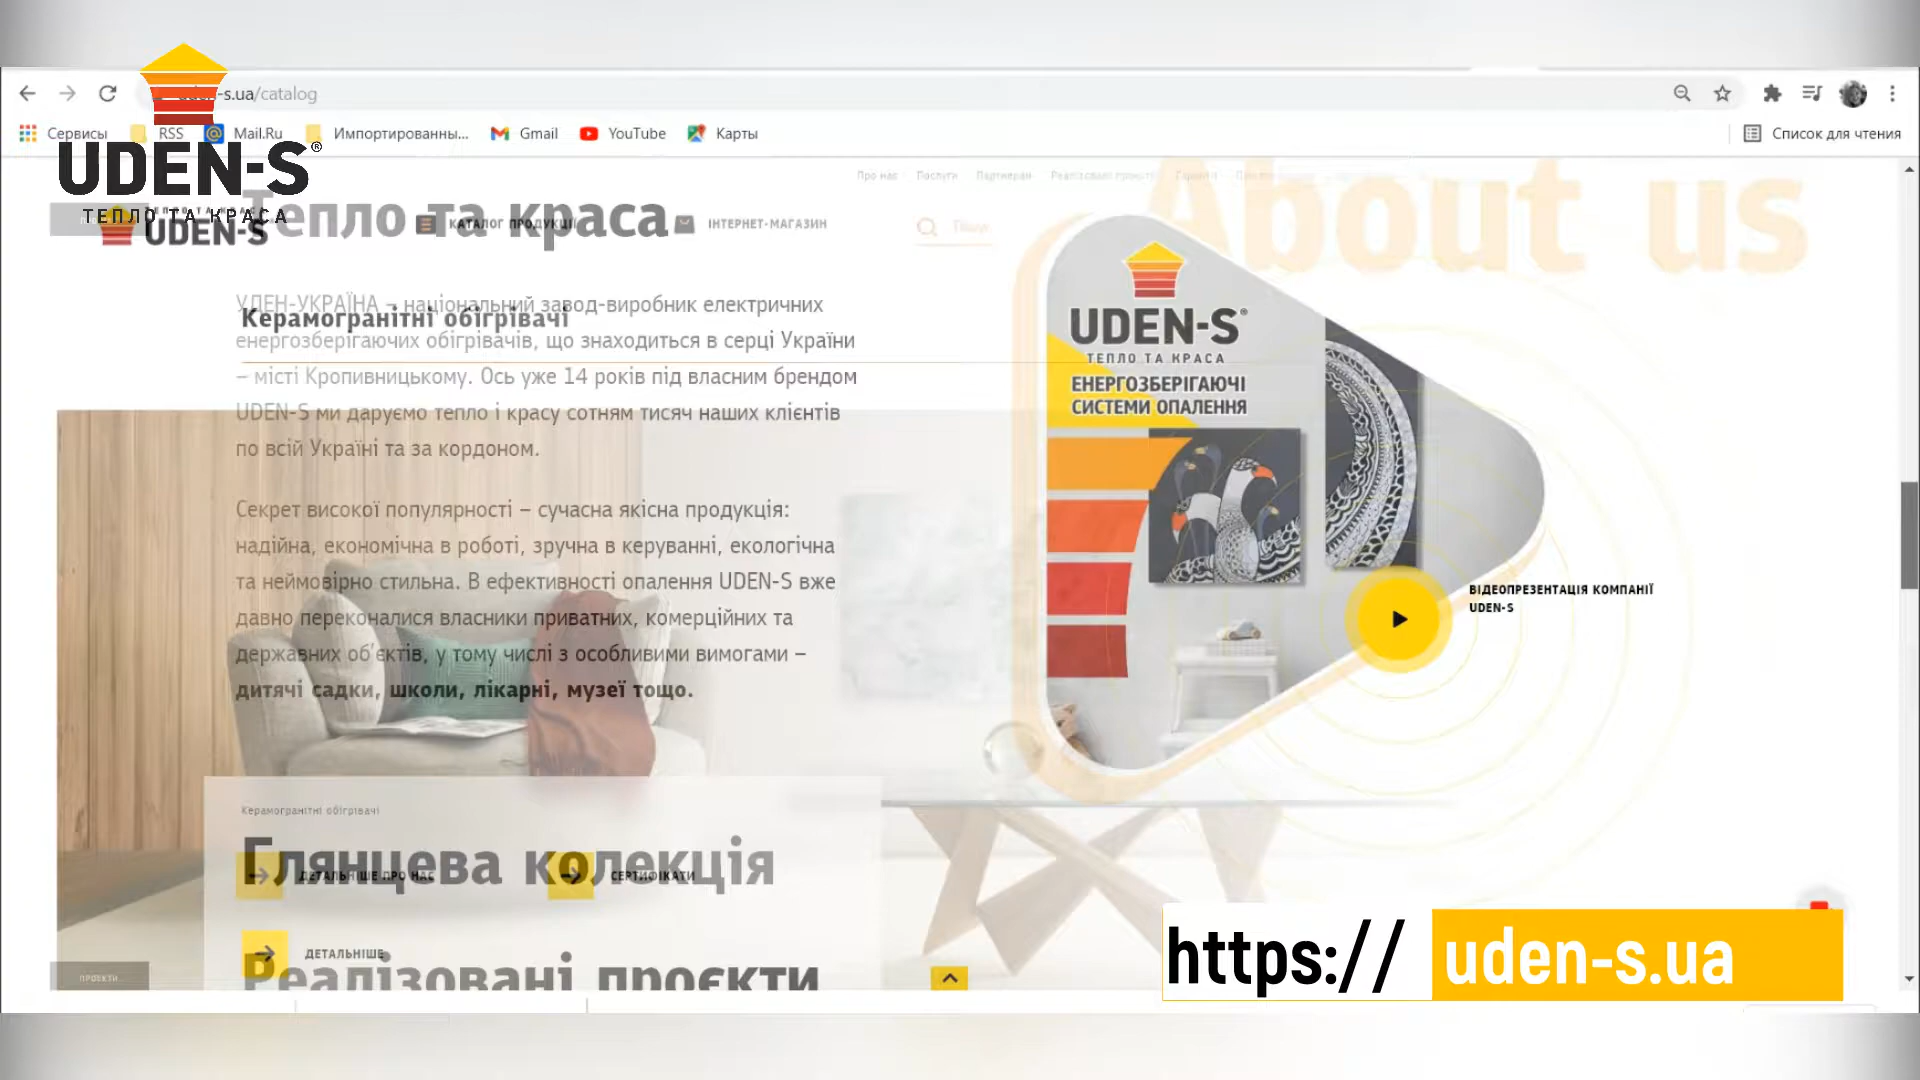 s.ua/catalog
Сервисы RSS Mail.Ru Импортированны... Gmail YouTube Карты
Список для чтения
UDEN-S®
ТЕПЛО ТА КРАСА
UDEN-S
Про нас Послуги Партнерам
КАТАЛОГ ПРОДУКЦІЇ ІНТЕРНЕТ-МАГАЗИН
About us
Тепло та краса
Керамогранітні обігрівачі
УДЕН-УКРАЇНА – національний завод-виробник електричних
енергозберігаючих обігрівачів, що знаходиться в серці України
– місті Кропивницькому. Ось уже 14 років під власним брендом
UDEN-S ми даруємо тепло і красу сотням тисяч наших клієнтів
по всій Україні та за кордоном.
Секрет високої популярності – сучасна якісна продукція:
надійна, економічна в роботі, зручна в керуванні, екологічна
та неймовірно стильна. В ефективності опалення UDEN-S вже
давно переконалися власники приватних, комерційних та
державних об'єктів, у тому числі з особливими вимогами –
дитячі садки, школи, лікарні, музеї тощо.
UDEN-S®
ТЕПЛО ТА КРАСА
ЕНЕРГОЗБЕРІГАЮЧІ
СИСТЕМИ ОПАЛЕННЯ
ВІДЕОПРЕЗЕНТАЦІЯ КОМПАНІЇ
UDEN-S
Керамогранітні обігрівачі
Глянцева колекція
ДЕТАЛЬНІШЕ ПРО НАС СЕРТИФІКАТИ
ДЕТАЛЬНІШЕ
Реалізовані проєкти
ПРОЕКТИ
https:// uden-s.ua